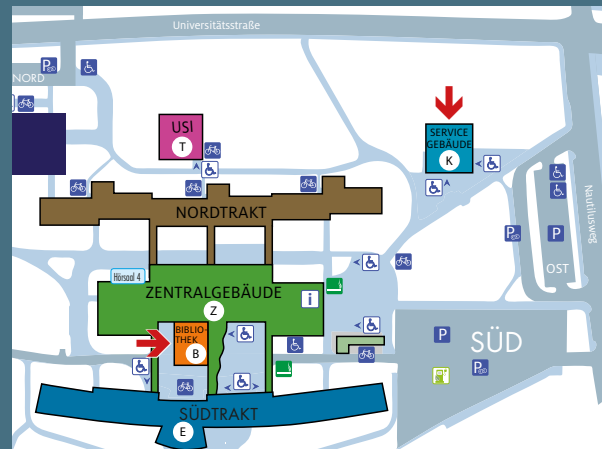 Universitätsstraße
P
NORD
USI
T
SERVICE
GEBÄUDE
K
NORDTRAKT
Nautilusweg
P
P
OST
Hörsaal 4
ZENTRALGEBÄUDE
i
Z
BIBLIO-
THEK
B
P
SÜD
P
SÜDTRAKT
E